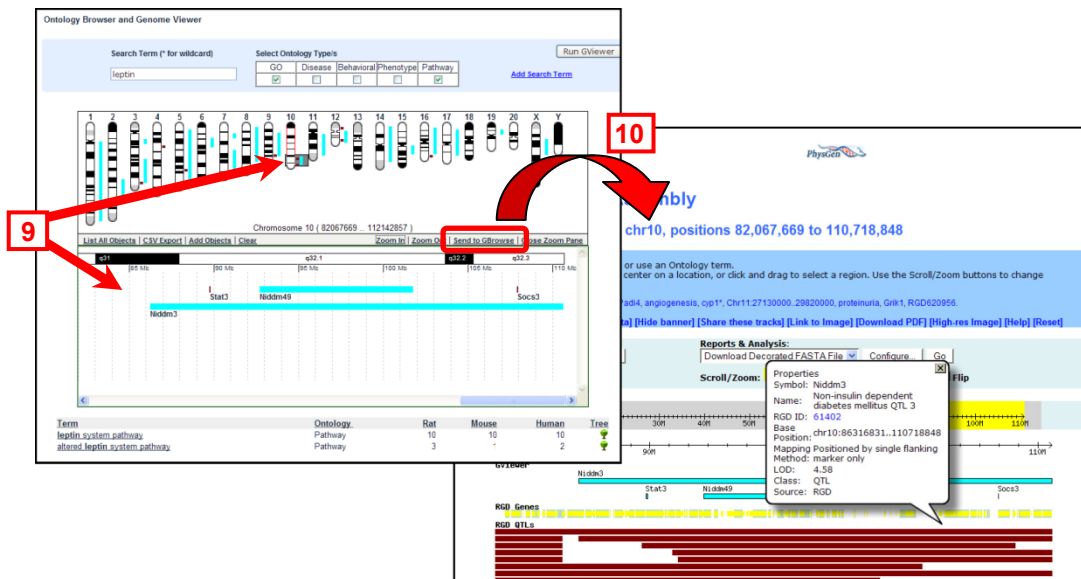 Ontology Browser and Genome Viewer
Search Term (* for wildcard)
Select Ontology Type/s
Run GViewer
leptin
GO Disease Behavioral Phenotype Pathway
Add Search Term
1 2 3 4 5 6 7 8 9 10 11 12 13 14 15 16 17 18 19 20 X Y
9
Chromosome 10 ( 82067669 .. 112142857 )
List All Objects | CSV Export | Add Objects | Clear
Zoom In | Zoom | Send to GBrowse | Close Zoom Pane
q31 q32.1 q32.2 q32.3
85 Mb 90 Mb 95 Mb 100 Mb 105 Mb 110 Mb
Stat3 Niddm49 Socs3
Niddm3
Term Ontology Rat Mouse Human Tree
leptin system pathway Pathway 10 10 10
altered leptin system pathway Pathway 3 2
10
PhysGen
chr10, positions 82,067,669 to 110,718,848
or use an Ontology term.
center on a location, or click and drag to select a region. Use the Scroll/Zoom buttons to change
angiogenesis, cyp1*, Chr11:27130000..29820000, proteinuria, Grik1, RGD620956.
[Hide banner] [Share these tracks] [Link to Image] [Download PDF] [High-res Image] [Help] [Reset]
Reports & Analysis:
Download Decorated FASTA File Configure... Go
Scroll/Zoom: Flip
Properties
Symbol: Niddm3
Name: Non-insulin dependent
diabetes mellitus QTL 3
RGD ID: 61402
Base
Position: chr10:86316831..110718848
Mapping Positioned by single flanking
Method: marker only
LOD: 4.58
Class: QTL
Source: RGD
30M 40M 50M 100M 110M
90M 110M
GViewer
Niddm3
Stat3 Niddm49 Socs3
RGD Genes
RGD QTLs